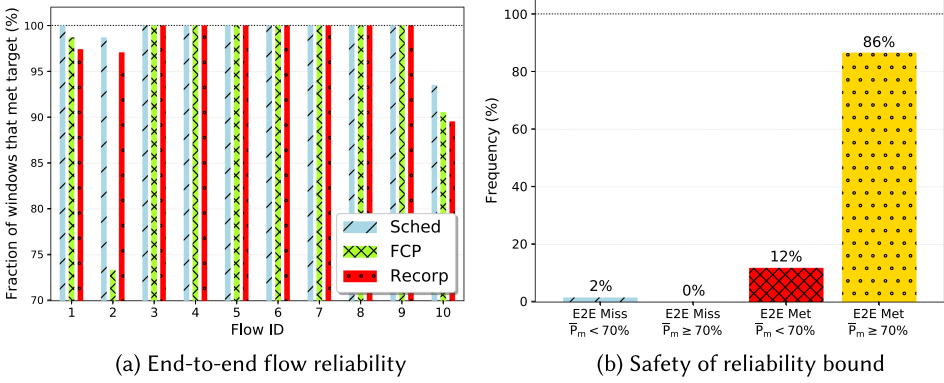 Fraction of windows that met target (%)
100
95
90
85
80
75
70
1 2 3 4 5 6 7 8 9 10
Flow ID
Sched
FCP
Recorp
(a) End-to-end flow reliability
Frequency (%)
100
80
60
40
20
0
2%
0%
12%
86%
E2E Miss
P̅m < 70%
E2E Miss
P̅m ≥ 70%
E2E Met
P̅m < 70%
E2E Met
P̅m ≥ 70%
(b) Safety of reliability bound